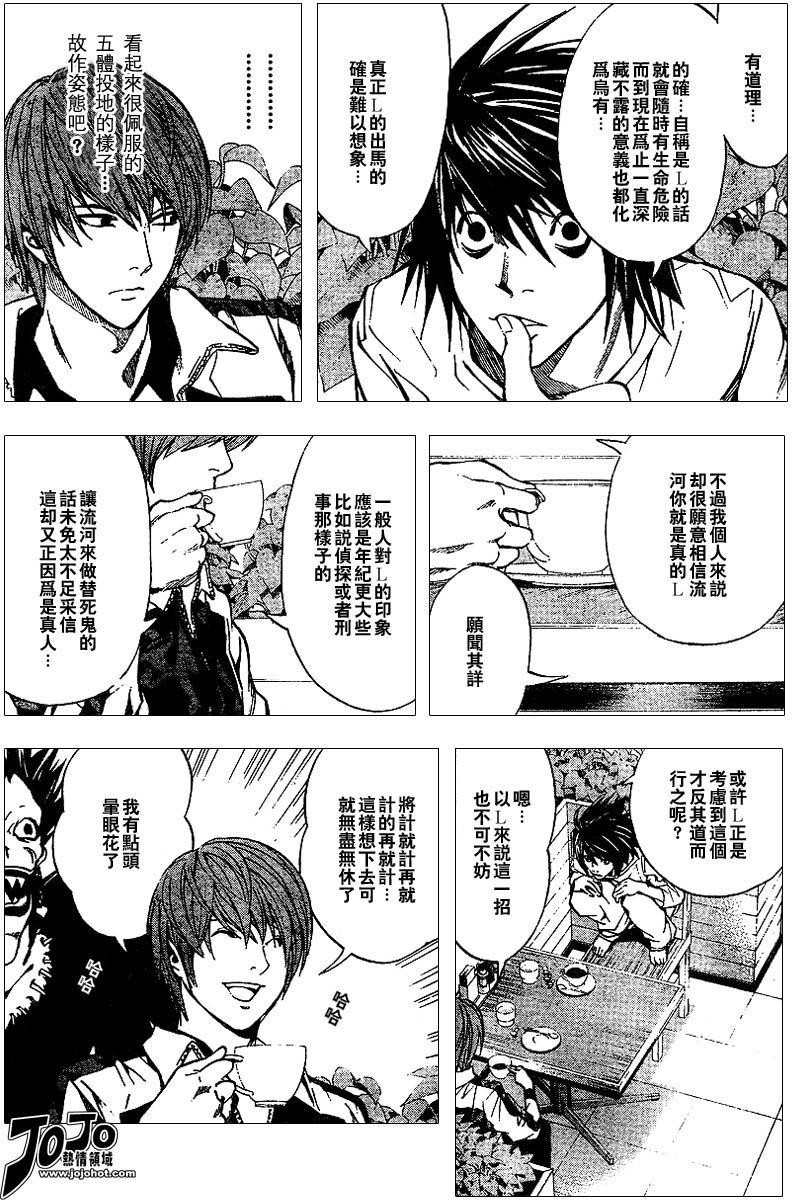 有道理…
的確…自稱是L的話
就會隨時有生命危險
而到現在爲止一直深
藏不露的意義也都化
爲烏有…
真正L的出馬的
確是難以想象…
………
………
看起來很佩服的
五體投地的樣子…
故作姿態吧？
不過我個人來說
却很願意相信流
河你就是真的L
願聞其詳
一般人對L的印象
應該是年紀更大些
比如説偵探或者刑
事那樣子的
讓流河來做替死鬼的
話未免太不足采信
這却又正因爲是真人…
或許L正是
考慮到這個
才反其道而
行之呢？
嗯…
以L來説這一招
也不可不妨
將計就計再就
計的再就計…
這樣想下去可
就無盡無休了
我有點頭
暈眼花了
哈哈
哈哈
JOJO
熱情領域
www.jojohot.com